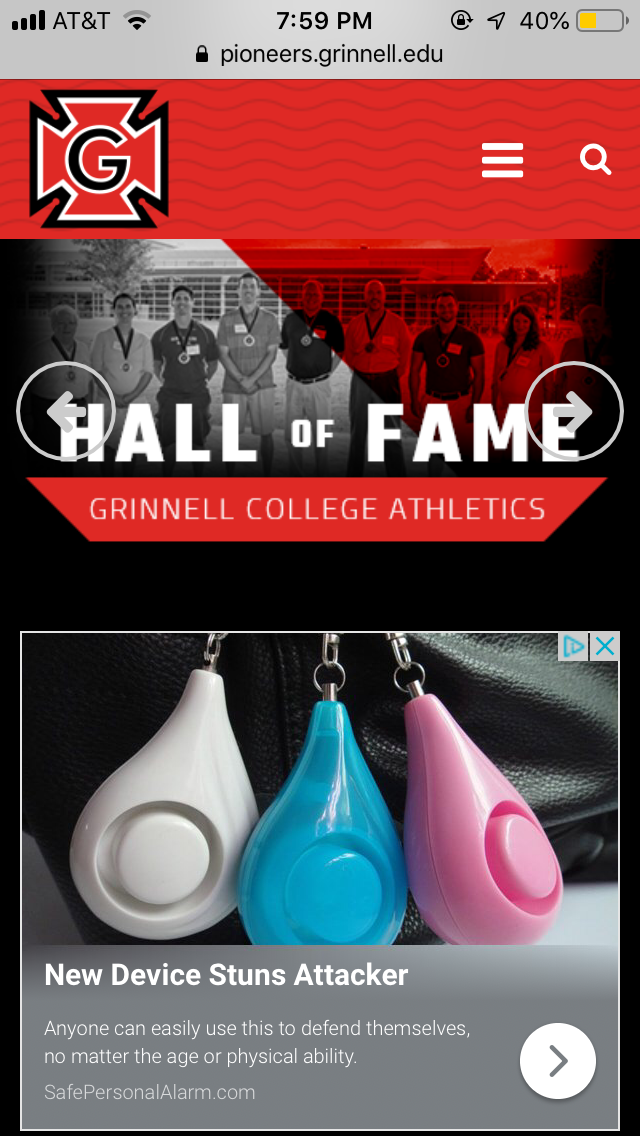 AT&T 7:59 PM 40%
pioneers.grinnell.edu
G
HALL OF FAME
GRINNELL COLLEGE ATHLETICS
New Device Stuns Attacker
Anyone can easily use this to defend themselves,
no matter the age or physical ability.
SafePersonalAlarm.com